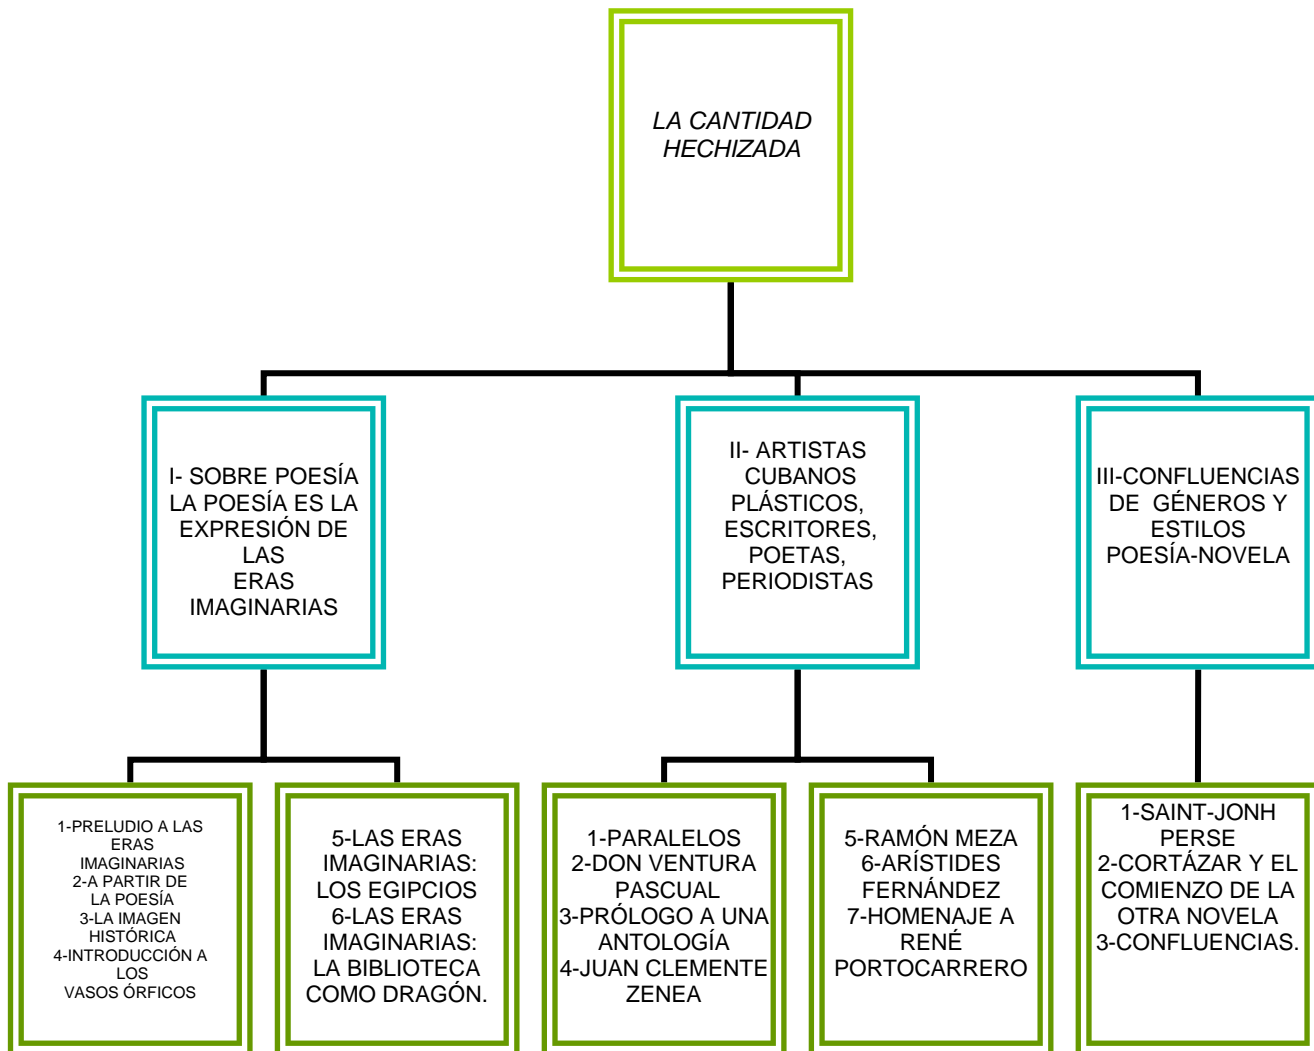 LA CANTIDAD
HECHIZADA
I- SOBRE POESÍA
LA POESÍA ES LA
EXPRESIÓN DE
LAS
ERAS
IMAGINARIAS
II- ARTISTAS
CUBANOS
PLÁSTICOS,
ESCRITORES,
POETAS,
PERIODISTAS
III-CONFLUENCIAS
DE GÉNEROS Y
ESTILOS
POESÍA-NOVELA
1-PRELUDIO A LAS
ERAS
IMAGINARIAS
2-A PARTIR DE
LA POESÍA
3-LA IMAGEN
HISTÓRICA
4-INTRODUCCIÓN A
LOS
VASOS ÓRFICOS
5-LAS ERAS
IMAGINARIAS:
LOS EGIPCIOS
6-LAS ERAS
IMAGINARIAS:
LA BIBLIOTECA
COMO DRAGÓN.
1-PARALELOS
2-DON VENTURA
PASCUAL
3-PRÓLOGO A UNA
ANTOLOGÍA
4-JUAN CLEMENTE
ZENEA
5-RAMÓN MEZA
6-ARÍSTIDES
FERNÁNDEZ
7-HOMENAJE A
RENÉ
PORTOCARRERO
1-SAINT-JONH
PERSE
2-CORTÁZAR Y EL
COMIENZO DE LA
OTRA NOVELA
3-CONFLUENCIAS.